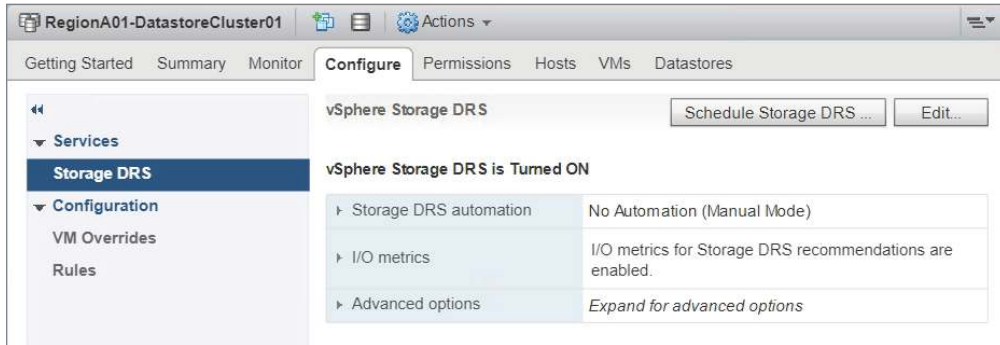 RegionA01-DatastoreCluster01 Actions
Getting Started Summary Monitor Configure Permissions Hosts VMs Datastores
vSphere Storage DRS Schedule Storage DRS ... Edit...
Services
Storage DRS
Configuration
VM Overrides
Rules
vSphere Storage DRS is Turned ON
Storage DRS automation No Automation (Manual Mode)
I/O metrics I/O metrics for Storage DRS recommendations are
enabled.
Advanced options Expand for advanced options